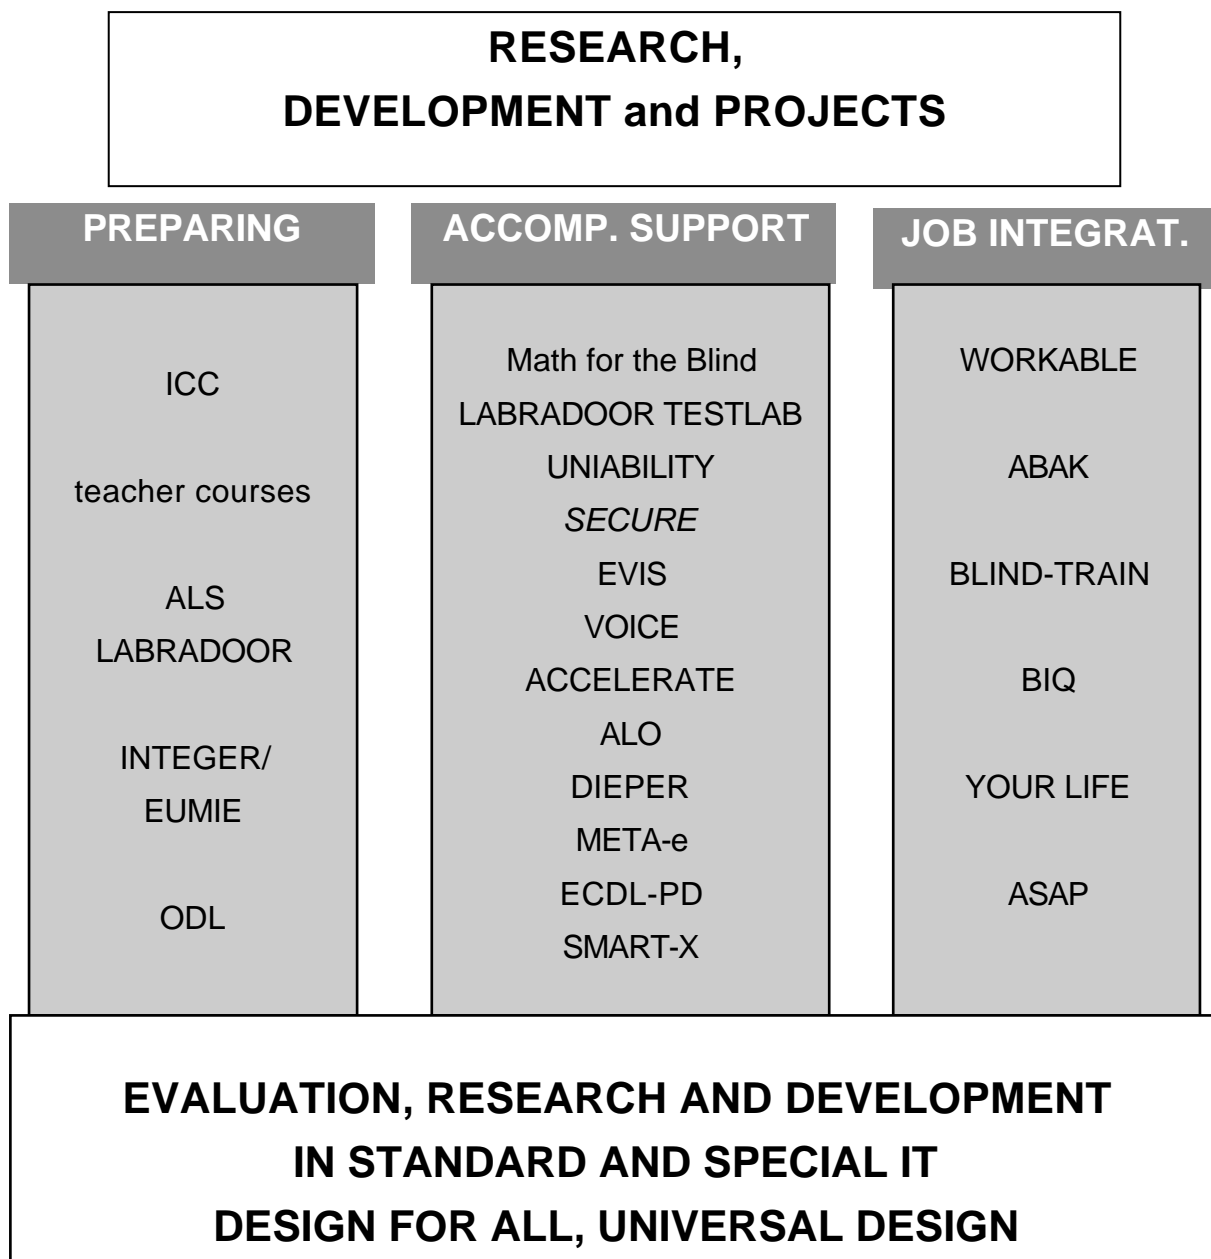 RESEARCH,
DEVELOPMENT and PROJECTS
PREPARING
ICC
teacher courses
ALS
LABRADOOR
INTEGER/
EUMIE
ODL
ACCOMP. SUPPORT
Math for the Blind
LABRADOOR TESTLAB
UNIABILITY
SECURE
EVIS
VOICE
ACCELERATE
ALO
DIEPER
META-e
ECDL-PD
SMART-X
JOB INTEGRAT.
WORKABLE
ABAK
BLIND-TRAIN
BIQ
YOUR LIFE
ASAP
EVALUATION, RESEARCH AND DEVELOPMENT
IN STANDARD AND SPECIAL IT
DESIGN FOR ALL, UNIVERSAL DESIGN